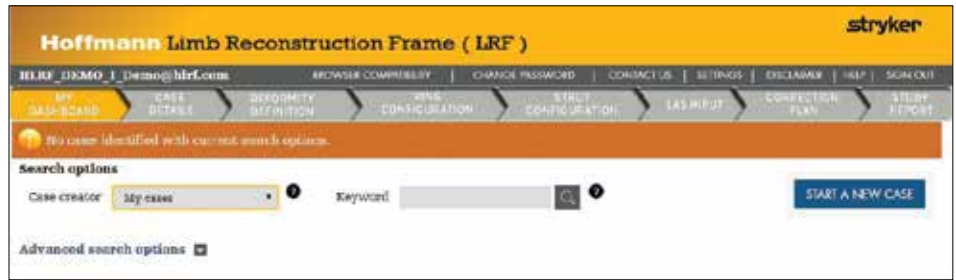 stryker
Hoffmann Limb Reconstruction Frame ( LRF )
HLRF_DEMO_1_Demo@hlrf.com BROWSER COMPATIBILITY | CHANGE PASSWORD | CONTACT US | SETTINGS | DISCLAIMER | HELP | SIGN OUT
MY DASHBOARD CASE DETAILS DEFORMITY DEFINITION RING CONFIGURATION STRUT CONFIGURATION LAS INPUT CORRECTION PLAN STUDY REPORT
No cases identified with current search options.
Search options
Case creator My cases ? Keyword ? START A NEW CASE
Advanced search options